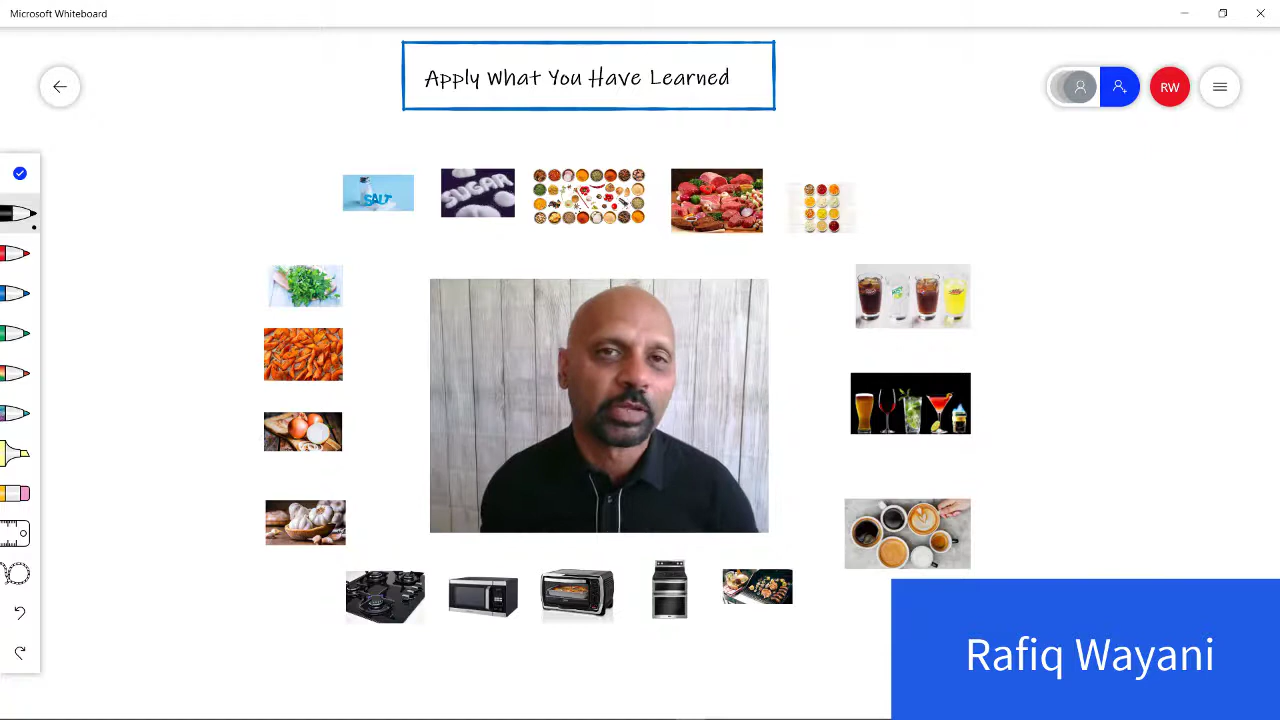 Microsoft Whiteboard
Apply What You Have Learned
RW
SALT
SUGAR
Rafiq Wayani